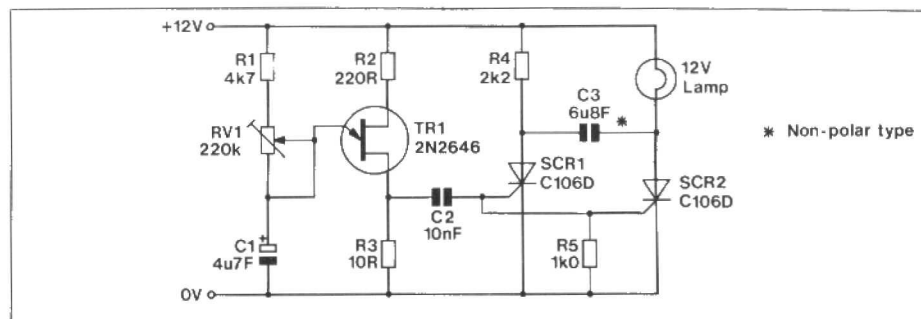 +12V
R1
4k7
R2
220R
R4
2k2
12V
Lamp
C3
6u8F
*
* Non-polar type
RV1
220k
TR1
2N2646
SCR1
C106D
SCR2
C106D
C2
10nF
C1
+
4u7F
R3
10R
R5
1k0
0V